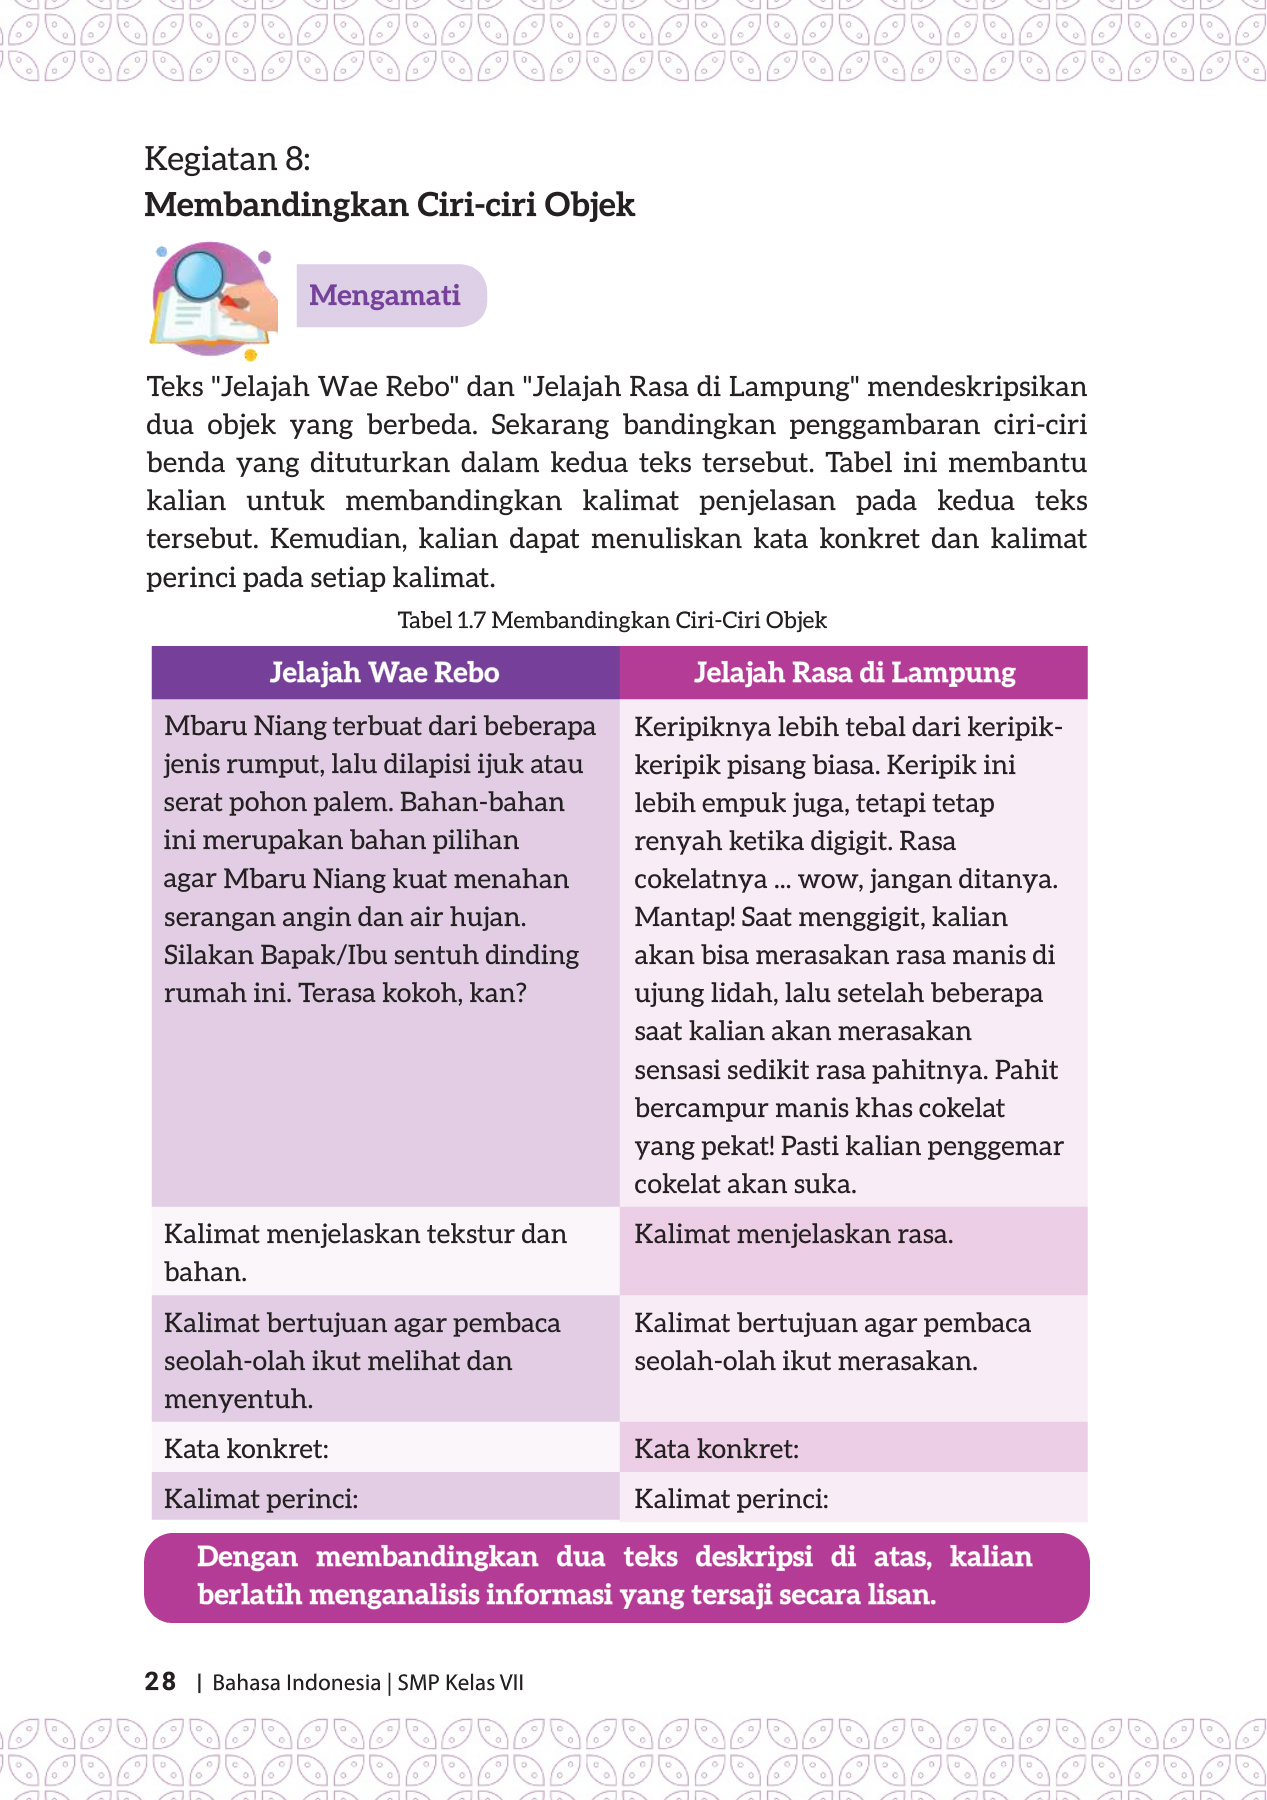 Kegiatan 8:
Membandingkan Ciri-ciri Objek
Mengamati
Teks "Jelajah Wae Rebo" dan "Jelajah Rasa di Lampung" mendeskripsikan
dua objek yang berbeda. Sekarang bandingkan penggambaran ciri-ciri
benda yang dituturkan dalam kedua teks tersebut. Tabel ini membantu
kalian untuk membandingkan kalimat penjelasan pada kedua teks
tersebut. Kemudian, kalian dapat menuliskan kata konkret dan kalimat
perinci pada setiap kalimat.
Tabel 1.7 Membandingkan Ciri-Ciri Objek
Jelajah Wae Rebo
Jelajah Rasa di Lampung
Mbaru Niang terbuat dari beberapa
jenis rumput, lalu dilapisi ijuk atau
serat pohon palem. Bahan-bahan
ini merupakan bahan pilihan
agar Mbaru Niang kuat menahan
serangan angin dan air hujan.
Silakan Bapak/Ibu sentuh dinding
rumah ini. Terasa kokoh, kan?
Keripiknya lebih tebal dari keripik-
keripik pisang biasa. Keripik ini
lebih empuk juga, tetapi tetap
renyah ketika digigit. Rasa
cokelatnya ... wow, jangan ditanya.
Mantap! Saat menggigit, kalian
akan bisa merasakan rasa manis di
ujung lidah, lalu setelah beberapa
saat kalian akan merasakan
sensasi sedikit rasa pahitnya. Pahit
bercampur manis khas cokelat
yang pekat! Pasti kalian penggemar
cokelat akan suka.
Kalimat menjelaskan tekstur dan
bahan.
Kalimat menjelaskan rasa.
Kalimat bertujuan agar pembaca
seolah-olah ikut melihat dan
menyentuh.
Kalimat bertujuan agar pembaca
seolah-olah ikut merasakan.
Kata konkret:
Kata konkret:
Kalimat perinci:
Kalimat perinci:
Dengan membandingkan dua teks deskripsi di atas, kalian
berlatih menganalisis informasi yang tersaji secara lisan.
28 | Bahasa Indonesia | SMP Kelas VII